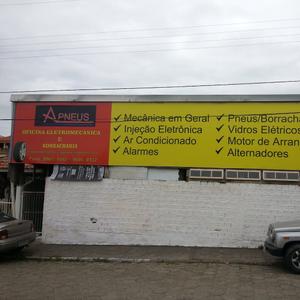 APNEUS
OFICINA ELETROMECANICA
E
BORRACHARIA
✓ Mecânica em Geral
✓ Injeção Eletrônica
✓ Ar Condicionado
✓ Alarmes
✓ Pneus/Borracha
✓ Vidros Elétricos
✓ Motor de Arran
✓ Alternadores